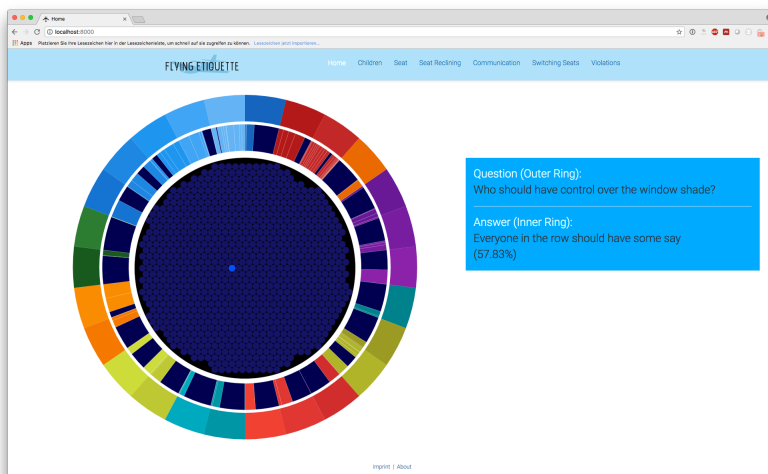 Home
localhost:8000
Apps Platzieren Sie Ihre Lesezeichen hier in der Lesezeichenleiste, um schnell auf sie zugreifen zu können. Lesezeichen jetzt importieren...
FLYING ETIQUETTE
Home Children Seat Seat Reclining Communication Switching Seats Violations
Question (Outer Ring):
Who should have control over the window shade?
Answer (Inner Ring):
Everyone in the row should have some say
(57.83%)
Imprint | About